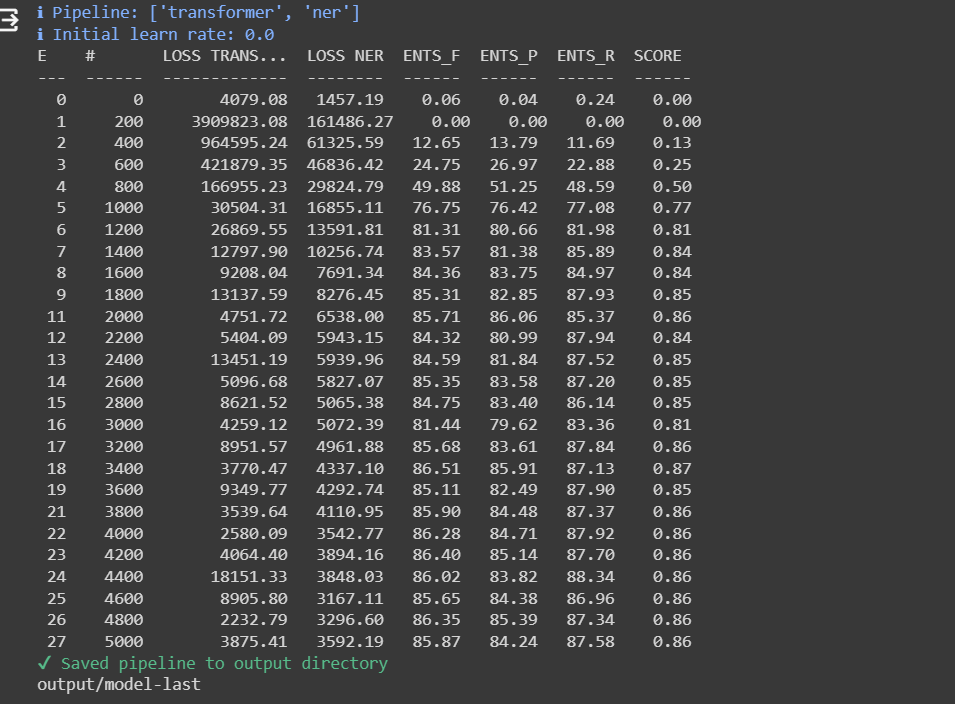 ℹ Pipeline: ['transformer', 'ner']
ℹ Initial learn rate: 0.0
E # LOSS TRANS... LOSS NER ENTS_F ENTS_P ENTS_R SCORE
--- ------ ------------- -------- ------ ------ ------ ------
0 0 4079.08 1457.19 0.06 0.04 0.24 0.00
1 200 3909823.08 161486.27 0.00 0.00 0.00 0.00
2 400 964595.24 61325.59 12.65 13.79 11.69 0.13
3 600 421879.35 46836.42 24.75 26.97 22.88 0.25
4 800 166955.23 29824.79 49.88 51.25 48.59 0.50
5 1000 30504.31 16855.11 76.75 76.42 77.08 0.77
6 1200 26869.55 13591.81 81.31 80.66 81.98 0.81
7 1400 12797.90 10256.74 83.57 81.38 85.89 0.84
8 1600 9208.04 7691.34 84.36 83.75 84.97 0.84
9 1800 13137.59 8276.45 85.31 82.85 87.93 0.85
11 2000 4751.72 6538.00 85.71 86.06 85.37 0.86
12 2200 5404.09 5943.15 84.32 80.99 87.94 0.84
13 2400 13451.19 5939.96 84.59 81.84 87.52 0.85
14 2600 5096.68 5827.07 85.35 83.58 87.20 0.85
15 2800 8621.52 5065.38 84.75 83.40 86.14 0.85
16 3000 4259.12 5072.39 81.44 79.62 83.36 0.81
17 3200 8951.57 4961.88 85.68 83.61 87.84 0.86
18 3400 3770.47 4337.10 86.51 85.91 87.13 0.87
19 3600 9349.77 4292.74 85.11 82.49 87.90 0.85
21 3800 3539.64 4110.95 85.90 84.48 87.37 0.86
22 4000 2580.09 3542.77 86.28 84.71 87.92 0.86
23 4200 4064.40 3894.16 86.40 85.14 87.70 0.86
24 4400 18151.33 3848.03 86.02 83.82 88.34 0.86
25 4600 8905.80 3167.11 85.65 84.38 86.96 0.86
26 4800 2232.79 3296.60 86.35 85.39 87.34 0.86
27 5000 3875.41 3592.19 85.87 84.24 87.58 0.86
✔ Saved pipeline to output directory
output/model-last